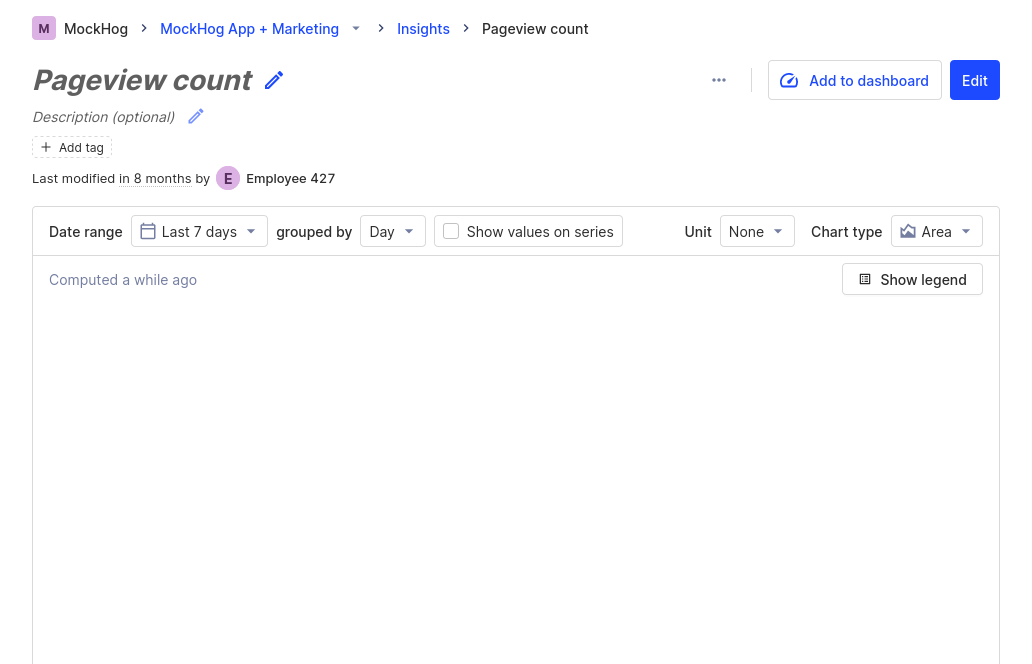 M MockHog > MockHog App + Marketing > Insights > Pageview count
Pageview count
Add to dashboard
Edit
Description (optional)
+ Add tag
Last modified in 8 months by E Employee 427
Date range Last 7 days grouped by Day Show values on series Unit None Chart type Area
Computed a while ago
Show legend